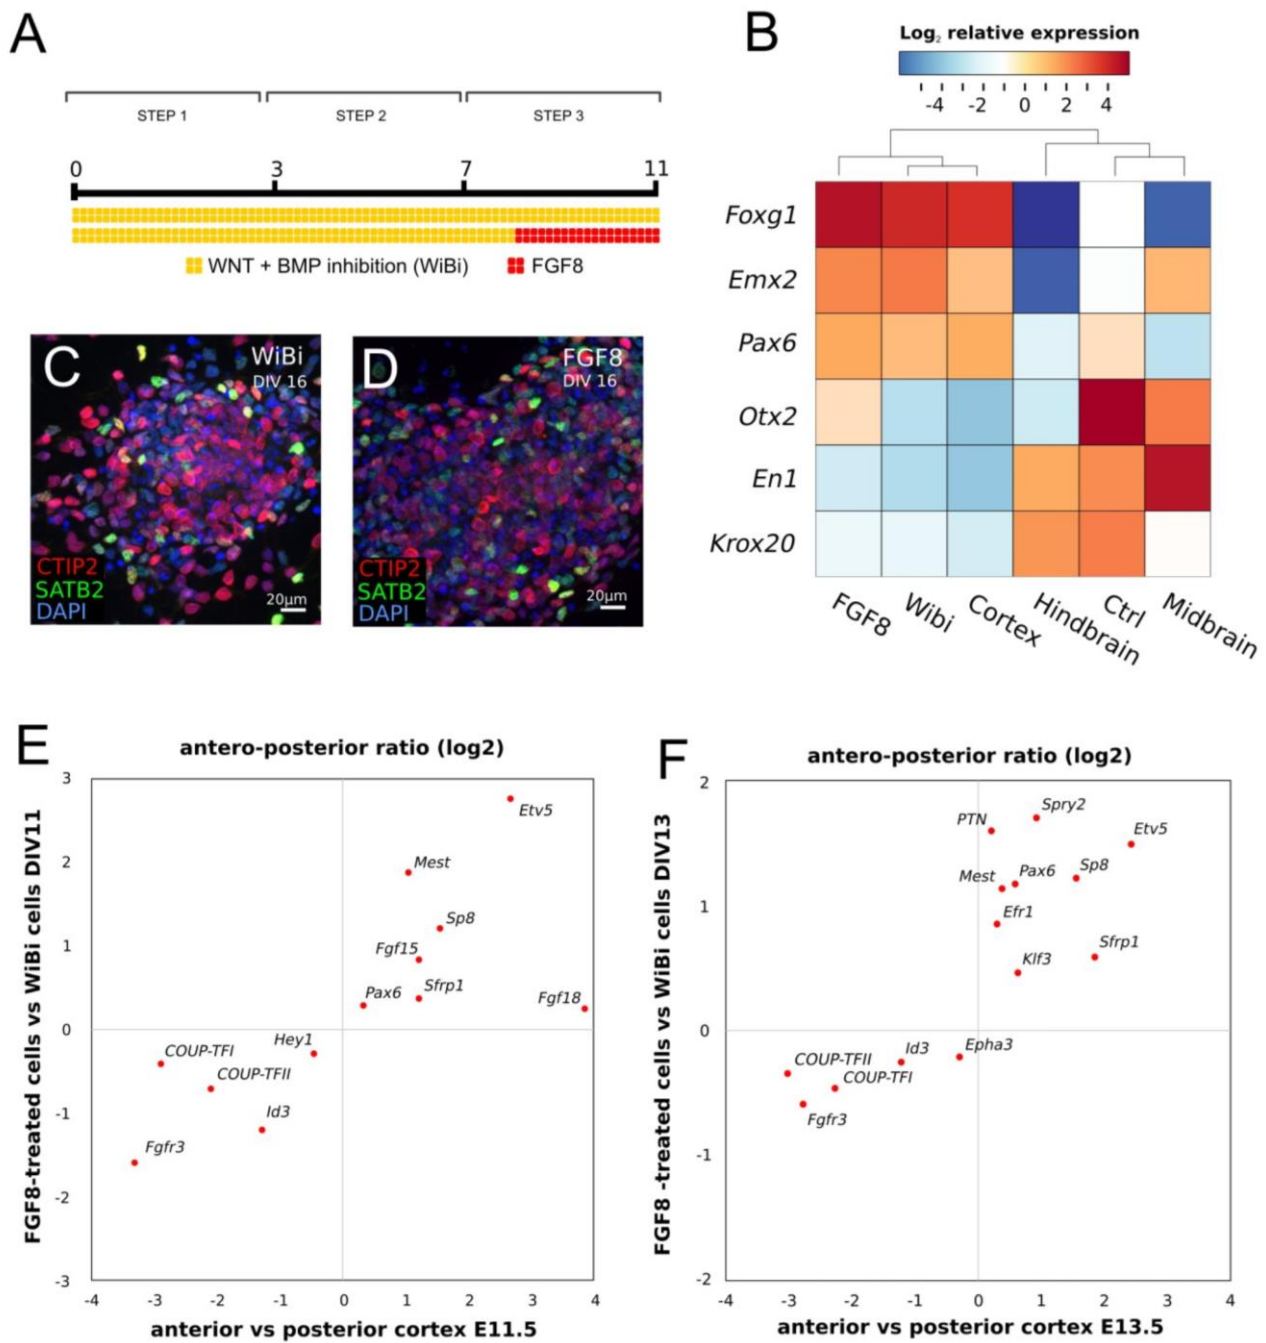 A
STEP 1 STEP 2 STEP 3
0 3 7 11
WNT + BMP inhibition (WiBi) FGF8
B
Log2 relative expression
-4 -2 0 2 4
Foxg1
Emx2
Pax6
Otx2
En1
Krox20
FGF8 Wibi Cortex Hindbrain Ctrl Midbrain
C
WiBi
DIV 16
CTIP2
SATB2
DAPI
20µm
D
FGF8
DIV 16
CTIP2
SATB2
DAPI
20µm
E
antero-posterior ratio (log2)
FGF8-treated cells vs WiBi cells DIV11
3
2
1
0
-1
-2
-3
Etv5
Mest
Sp8
Fgf15
Pax6
Sfrp1
Fgf18
Hey1
COUP-TFI
COUP-TFII
Id3
Fgfr3
-4 -3 -2 -1 0 1 2 3 4
anterior vs posterior cortex E11.5
F
antero-posterior ratio (log2)
FGF8 -treated cells vs WiBi cells DIV13
2
1
0
-1
-2
PTN
Spry2
Etv5
Mest
Pax6
Sp8
Efr1
Klf3
Sfrp1
Epha3
Id3
COUP-TFII
COUP-TFI
Fgfr3
-4 -3 -2 -1 0 1 2 3 4
anterior vs posterior cortex E13.5